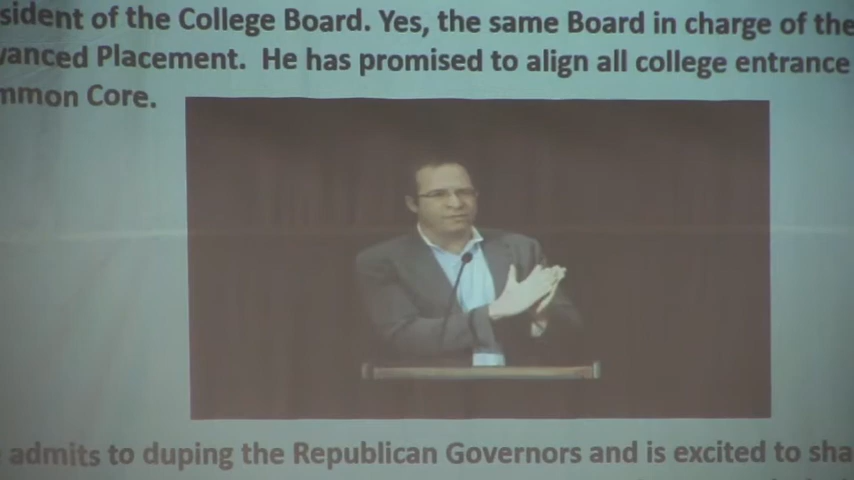 sident of the College Board. Yes, the same Board in charge of the
vanced Placement. He has promised to align all college entrance
mmon Core.
admits to duping the Republican Governors and is excited to sha